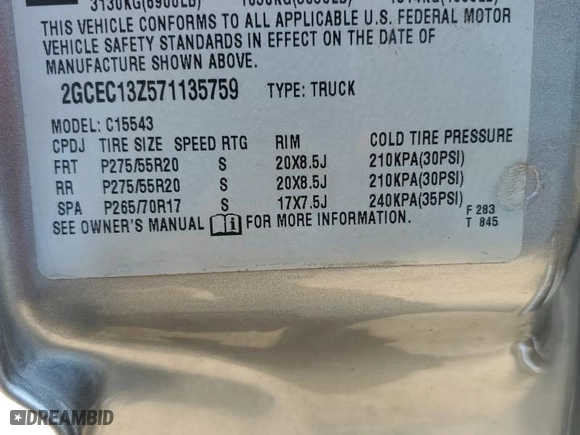 3130KG(6900LB)
THIS VEHICLE CONFORMS TO ALL APPLICABLE U.S. FEDERAL MOTOR
VEHICLE SAFETY STANDARDS IN EFFECT ON THE DATE OF
MANUFACTURE SHOWN ABOVE.
2GCEC13Z571135759 TYPE: TRUCK
MODEL: C15543
CPDJ TIRE SIZE SPEED RTG RIM COLD TIRE PRESSURE
FRT P275/55R20 S 20X8.5J 210KPA(30PSI)
RR P275/55R20 S 20X8.5J 210KPA(30PSI)
SPA P265/70R17 S 17X7.5J 240KPA(35PSI)
SEE OWNER'S MANUAL FOR MORE INFORMATION.
F 283
T 845
DREAMBID